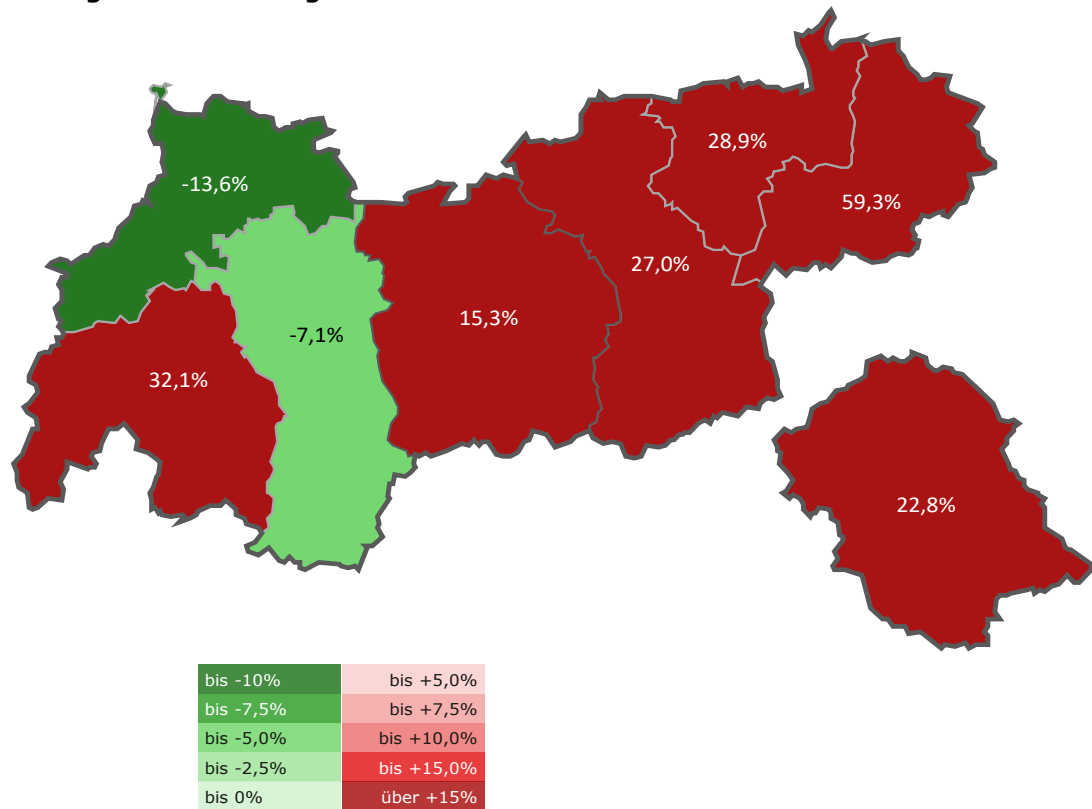 28,9%
-13,6%
59,3%
27,0%
15,3%
-7,1%
32,1%
22,8%
bis -10% bis +5,0%
bis -7,5% bis +7,5%
bis -5,0% bis +10,0%
bis -2,5% bis +15,0%
bis 0% über +15%